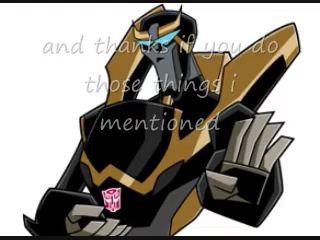 and thanks if you do
those things i
mentioned